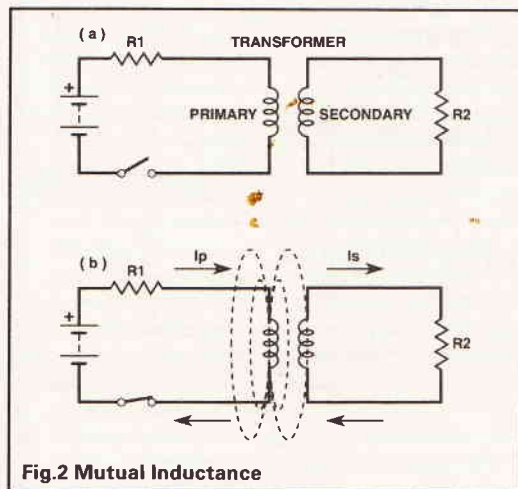 (a)
R1
TRANSFORMER
+
PRIMARY
SECONDARY
R2
(b)
R1
Ip
Is
+
R2
Fig.2 Mutual Inductance